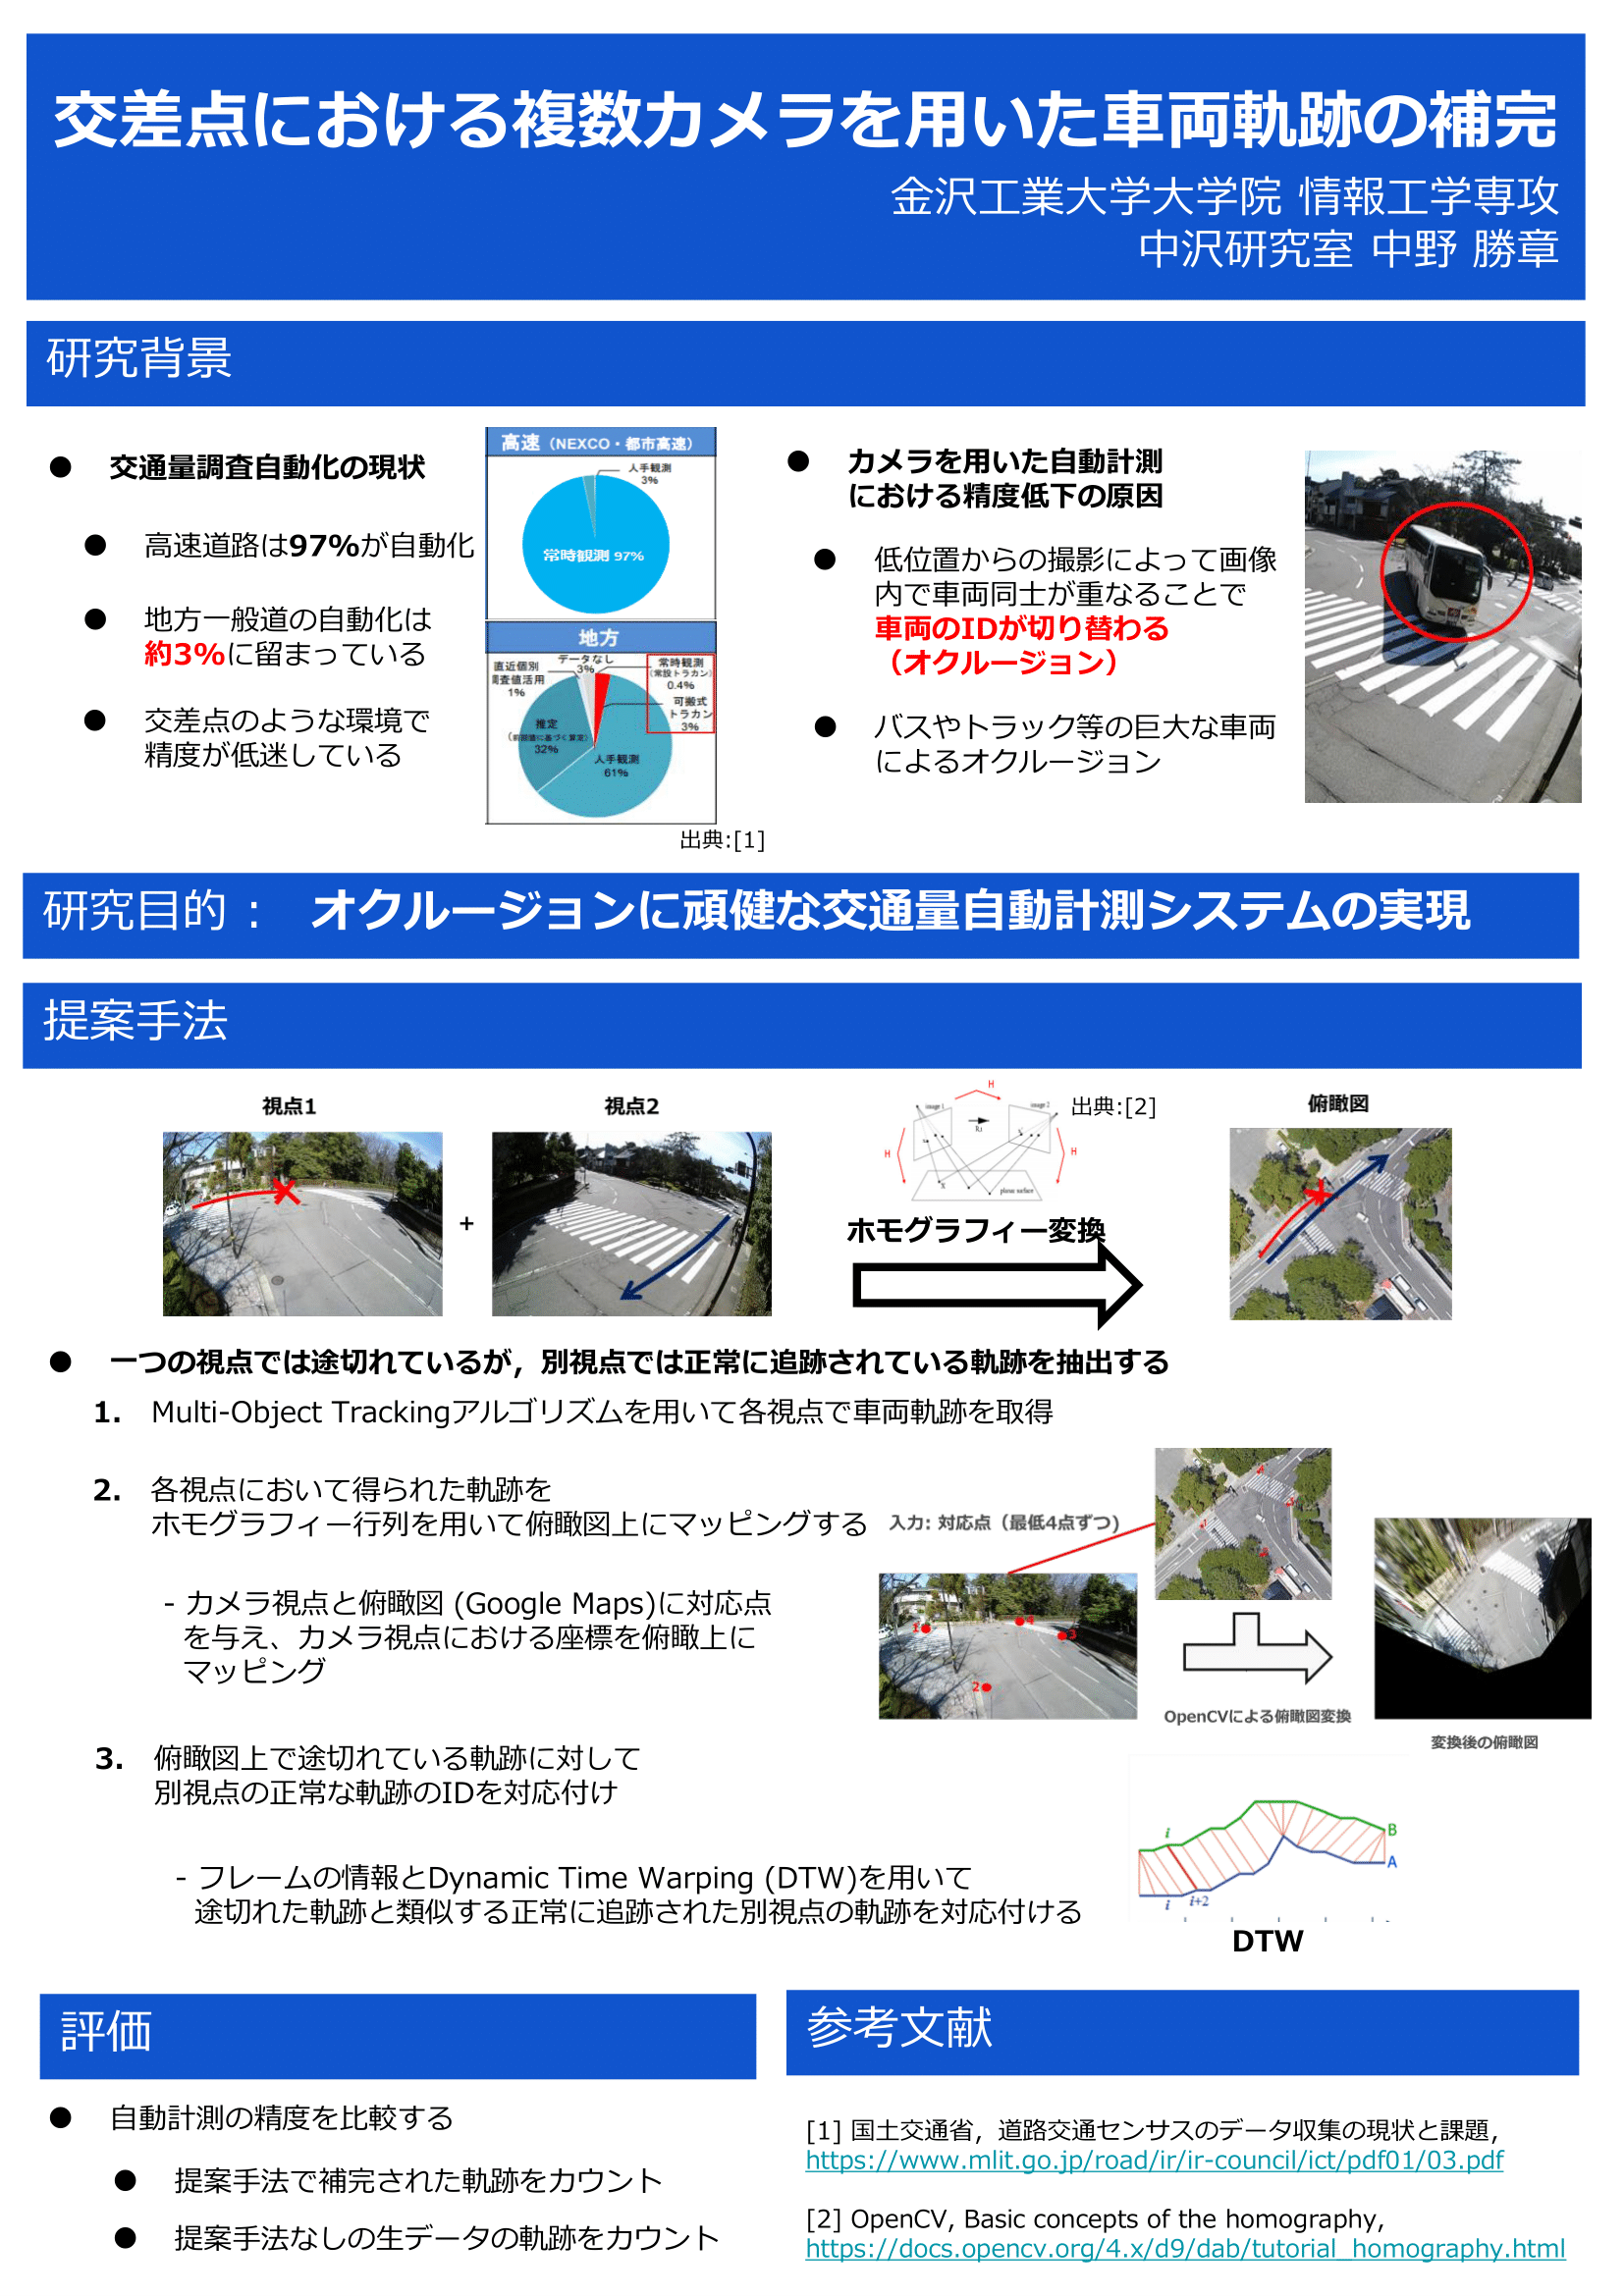 交差点における複数カメラを用いた車両軌跡の補完
金沢工業大学大学院 情報工学専攻
中沢研究室 中野 勝章
研究背景
● 交通量調査自動化の現状
● 高速道路は97%が自動化
● 地方一般道の自動化は
約3%に留まっている
● 交差点のような環境で
精度が低迷している
高速（NEXCO・都市高速）
人手観測
3%
常時観測 97%
地方
データなし
3%
直近個別
調査値活用
1%
常時観測
（常設トラカン）
0.4%
可搬式
トラカン
3%
推定
32%
人手観測
61%
出典:[1]
● カメラを用いた自動計測
における精度低下の原因
● 低位置からの撮影によって画像
内で車両同士が重なることで
車両のIDが切り替わる
（オクルージョン）
● バスやトラック等の巨大な車両
によるオクルージョン
研究目的： オクルージョンに頑健な交通量自動計測システムの実現
提案手法
視点1
視点2
+
H
image 1
image 2
H
H
X
planar surface
出典:[2]
ホモグラフィー変換
俯瞰図
● 一つの視点では途切れているが，別視点では正常に追跡されている軌跡を抽出する
1. Multi-Object Trackingアルゴリズムを用いて各視点で車両軌跡を取得
2. 各視点において得られた軌跡を
ホモグラフィー行列を用いて俯瞰図上にマッピングする
- カメラ視点と俯瞰図 (Google Maps)に対応点
を与え、カメラ視点における座標を俯瞰上に
マッピング
入力: 対応点（最低4点ずつ）
1
4
3
2
OpenCVによる俯瞰図変換
変換後の俯瞰図
3. 俯瞰図上で途切れている軌跡に対して
別視点の正常な軌跡のIDを対応付け
- フレームの情報とDynamic Time Warping (DTW)を用いて
途切れた軌跡と類似する正常に追跡された別視点の軌跡を対応付ける
i
B
A
i
i+2
DTW
評価
● 自動計測の精度を比較する
● 提案手法で補完された軌跡をカウント
● 提案手法なしの生データの軌跡をカウント
参考文献
[1] 国土交通省，道路交通センサスのデータ収集の現状と課題，
https://www.mlit.go.jp/road/ir/ir-council/ict/pdf01/03.pdf
[2] OpenCV, Basic concepts of the homography,
https://docs.opencv.org/4.x/d9/dab/tutorial_homography.html